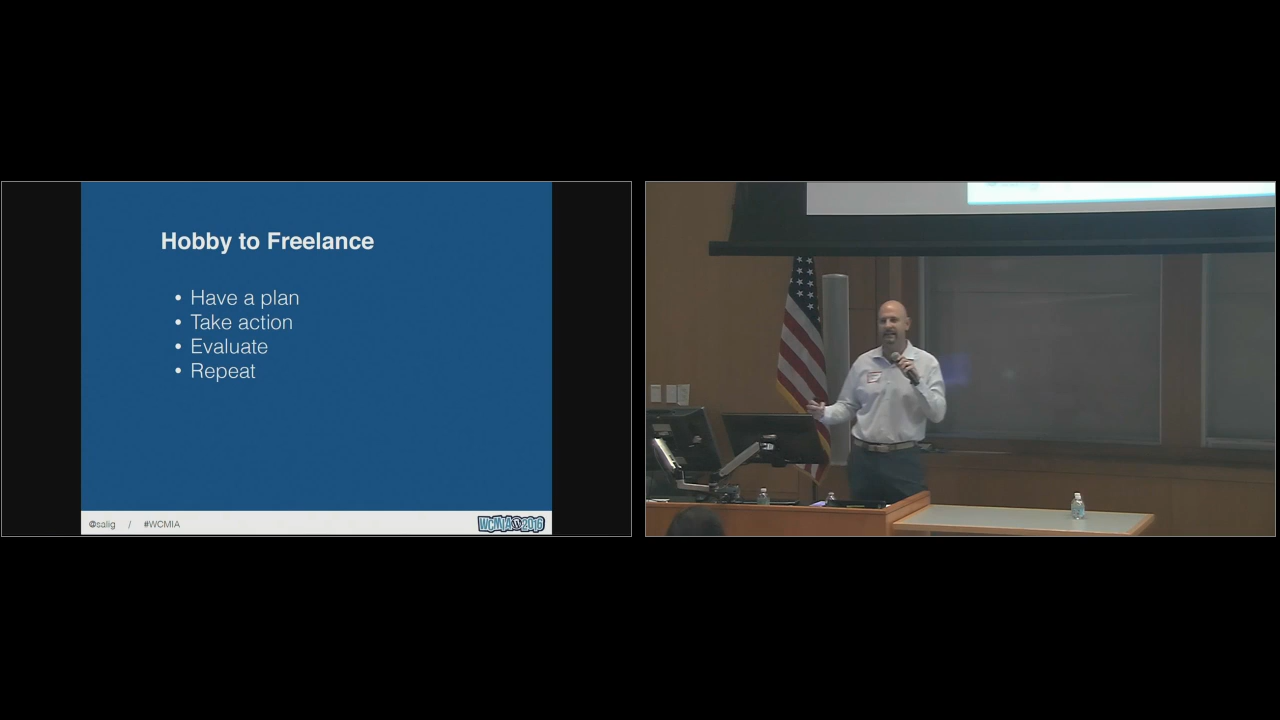 Hobby to Freelance
• Have a plan
• Take action
• Evaluate
• Repeat
@salig / #WCMIA
WCMIA 2016